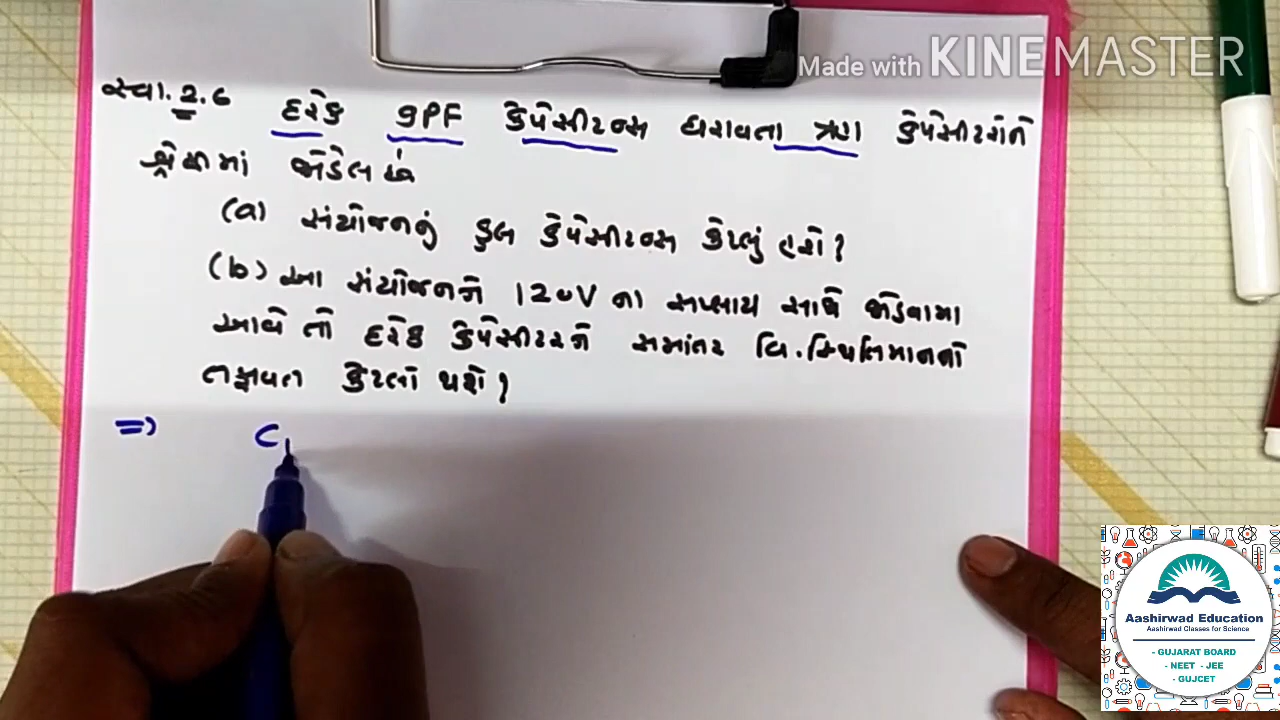 Made with KINEMASTER
સ્વા. 2.6 દરેક 9PF કેપેસીટન્સ ધરાવતા ત્રણ કેપેસીટરોને
શ્રેણીમાં જોડેલ છે
(a) સંયોજનનું કુલ કેપેસીટન્સ કેટલું હશે?
(b) આ સંયોજનને 120V ના સપ્લાય સાથે જોડવામા
આવે તો દરેક કેપેસીટરને સમાંતર વિ.સ્થિતિમાનનો
તફાવત કેટલો થશે?
=) C1
Aashirwad Education
Aashirwad Classes for Science
- GUJARAT BOARD
- NEET - JEE
- GUJCET